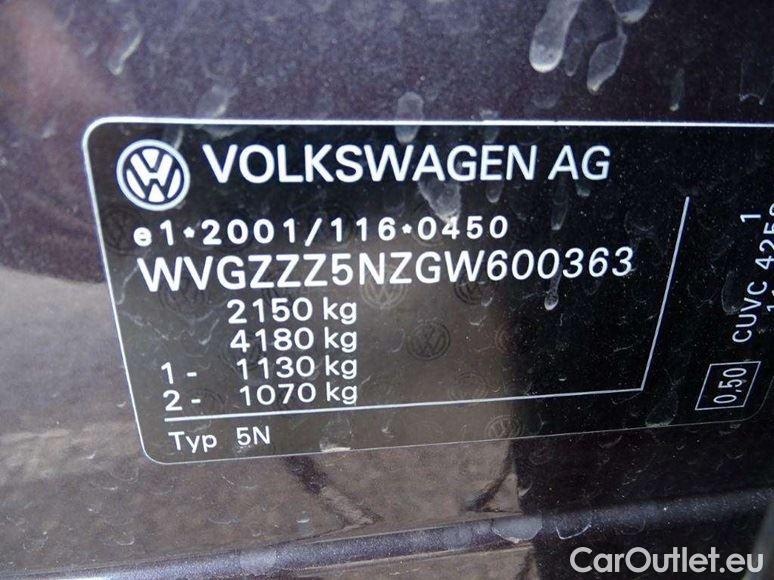 VOLKSWAGEN AG
e1*2001/116*0450
WVGZZZ5NZGW600363
2150 kg
4180 kg
1 - 1130 kg
2 - 1070 kg
Typ 5N
0,50
CUVC
1
CarOutlet.eu